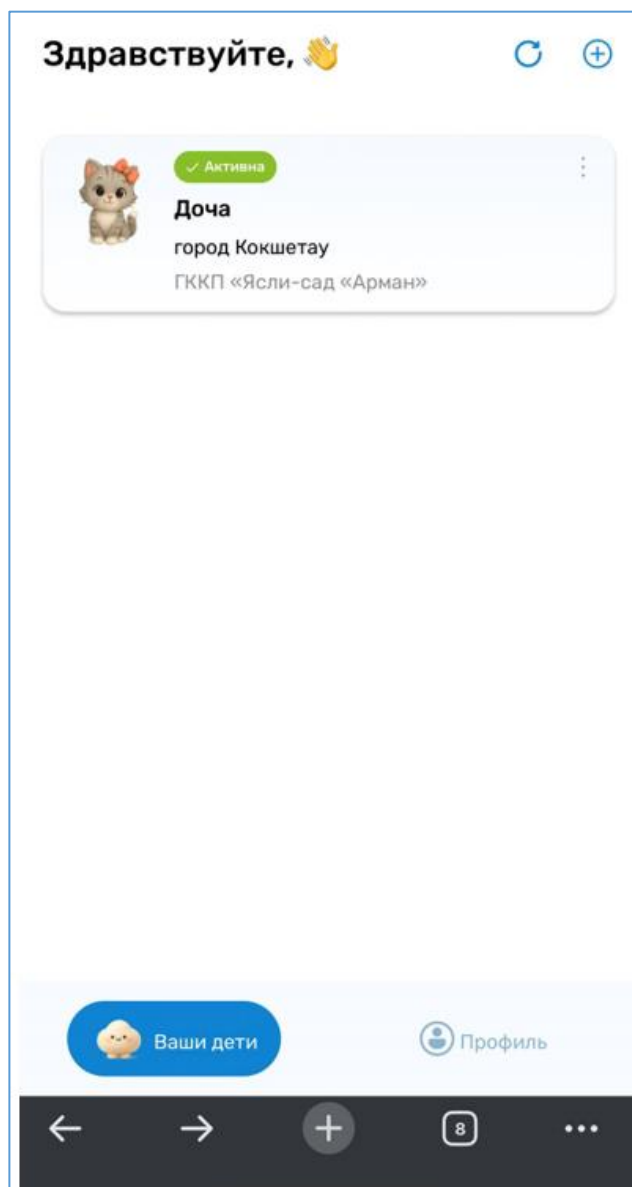 Здравствуйте, 👋
✓ Активна
Доча
город Кокшетау
ГККП «Ясли-сад «Арман»
Ваши дети
Профиль
8